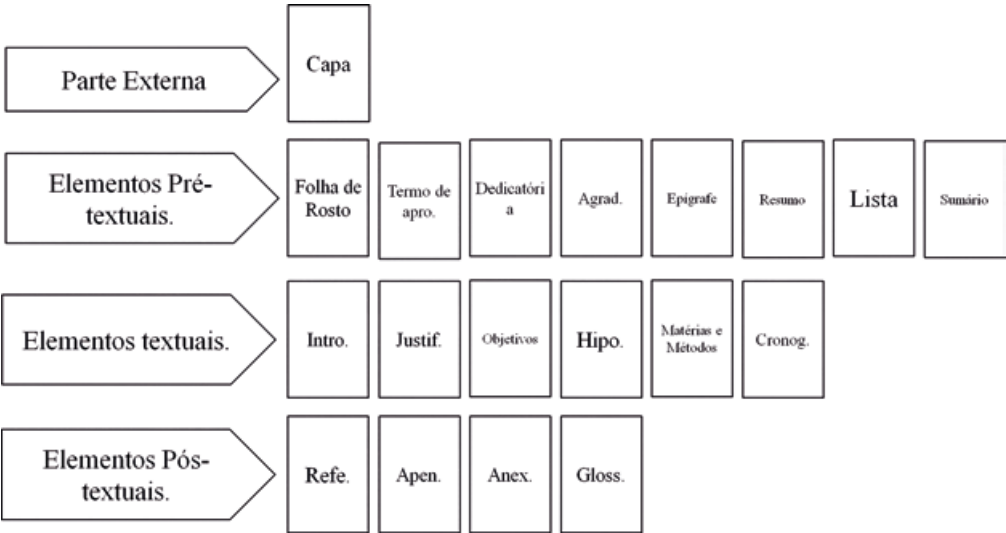 Parte Externa
Capa
Elementos Pré-
textuais.
Folha de
Rosto
Termo de
apro.
Dedicatóri
a
Agrad.
Epígrafe
Resumo
Lista
Sumário
Elementos textuais.
Intro.
Justif.
Objetivos
Hipo.
Matérias e
Métodos
Cronog.
Elementos Pós-
textuais.
Refe.
Apen.
Anex.
Gloss.